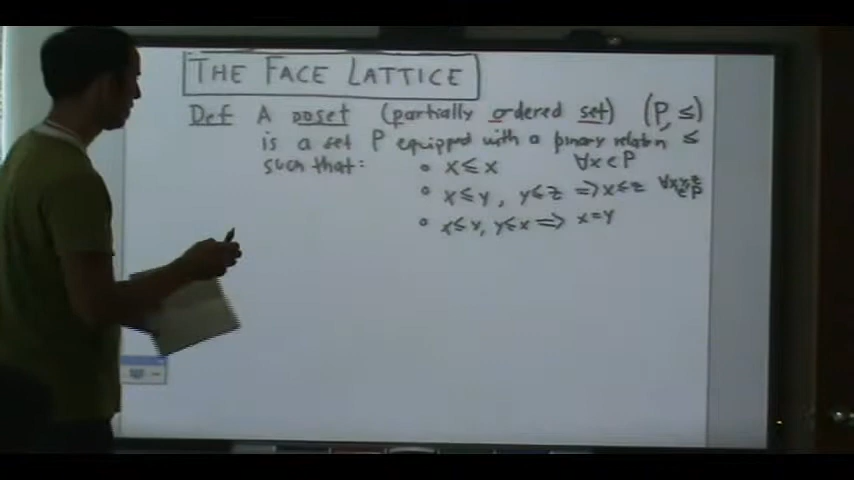 THE FACE LATTICE
Def A poset (partially ordered set) (P, ≤)
is a set P equipped with a binary relation ≤
such that: • x ≤ x ∀x ∈ P
• x ≤ y, y ≤ z ⇒ x ≤ z ∀x,y,z ∈ P
• x ≤ y, y ≤ x ⇒ x = y